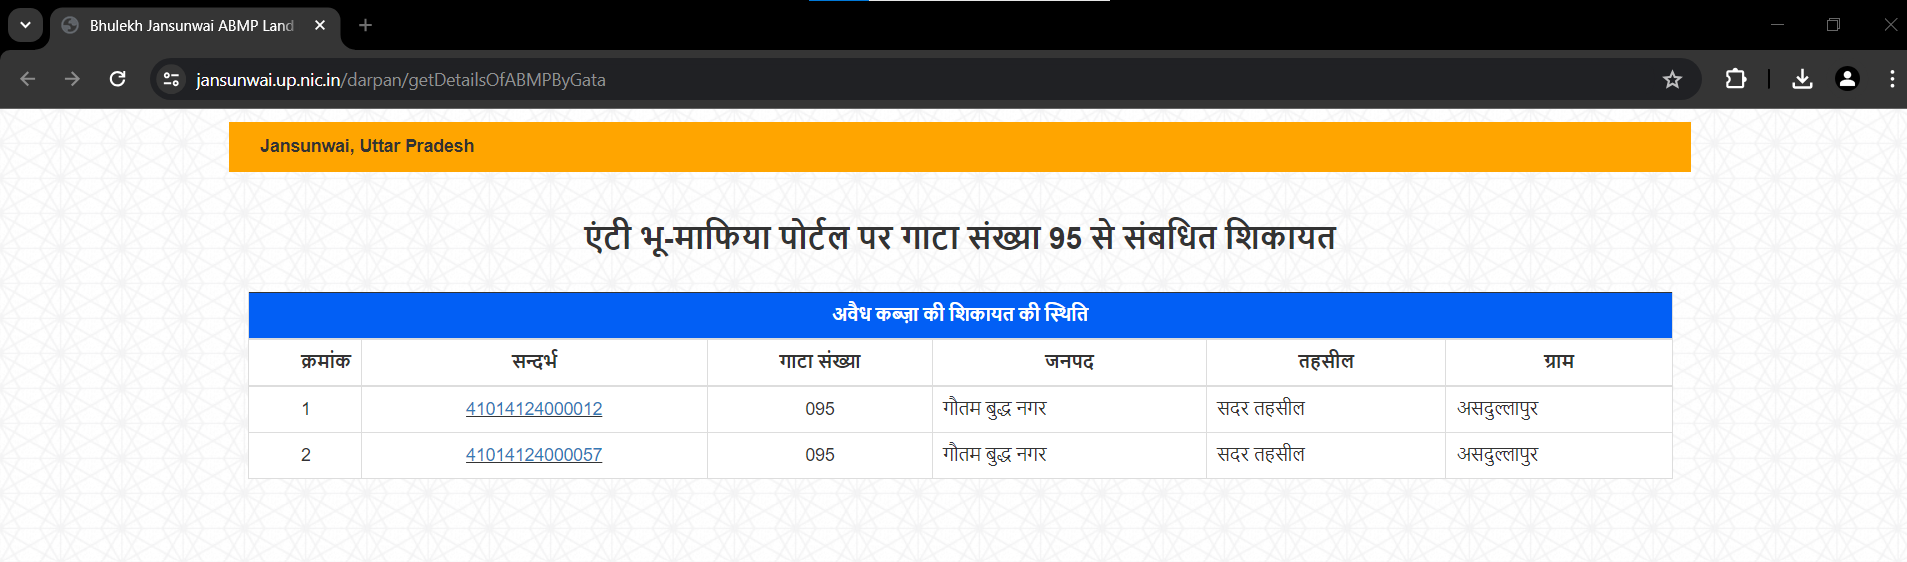 Bhulekh Jansunwai ABMP Land
jansunwai.up.nic.in/darpan/getDetailsOfABMPByGata
Jansunwai, Uttar Pradesh
एंटी भू-माफिया पोर्टल पर गाटा संख्या 95 से संबधित शिकायत
अवैध कब्ज़ा की शिकायत की स्थिति
क्रमांक सन्दर्भ गाटा संख्या जनपद तहसील ग्राम
1 41014124000012 095 गौतम बुद्ध नगर सदर तहसील असदुल्लापुर
2 41014124000057 095 गौतम बुद्ध नगर सदर तहसील असदुल्लापुर